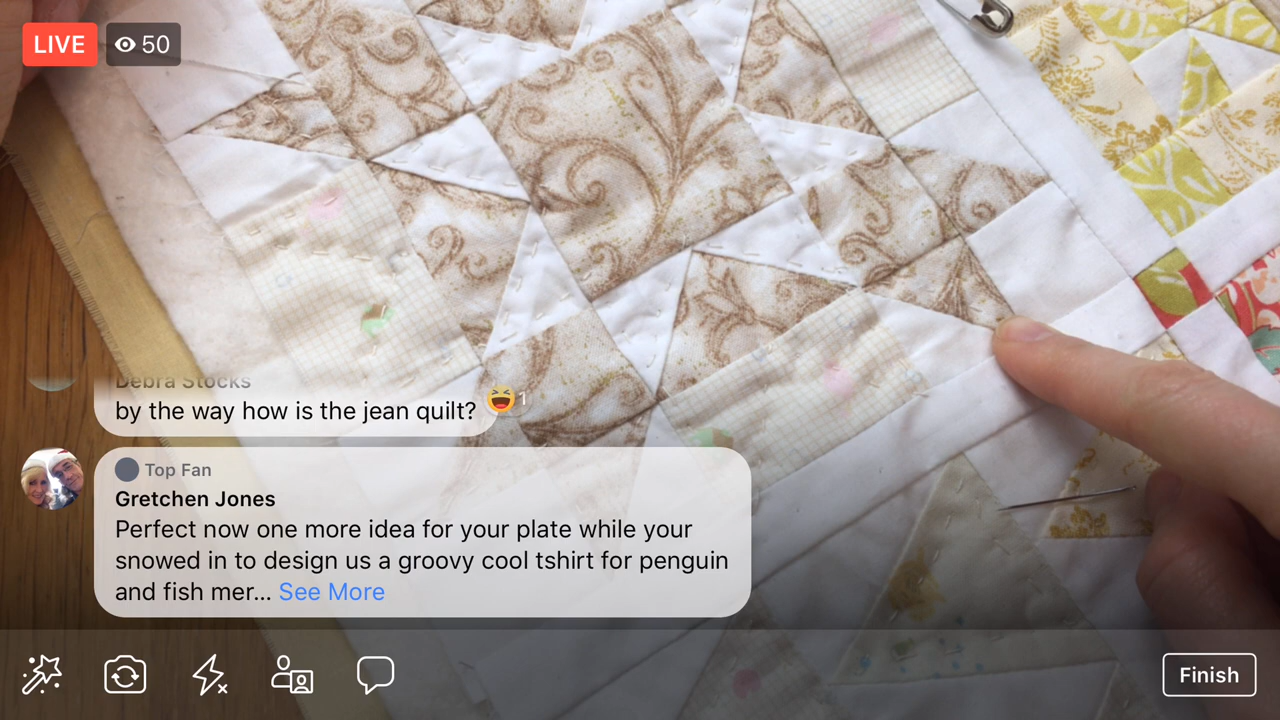 LIVE 50
Debra Stocks
by the way how is the jean quilt? 1
Top Fan
Gretchen Jones
Perfect now one more idea for your plate while your
snowed in to design us a groovy cool tshirt for penguin
and fish mer... See More
Finish